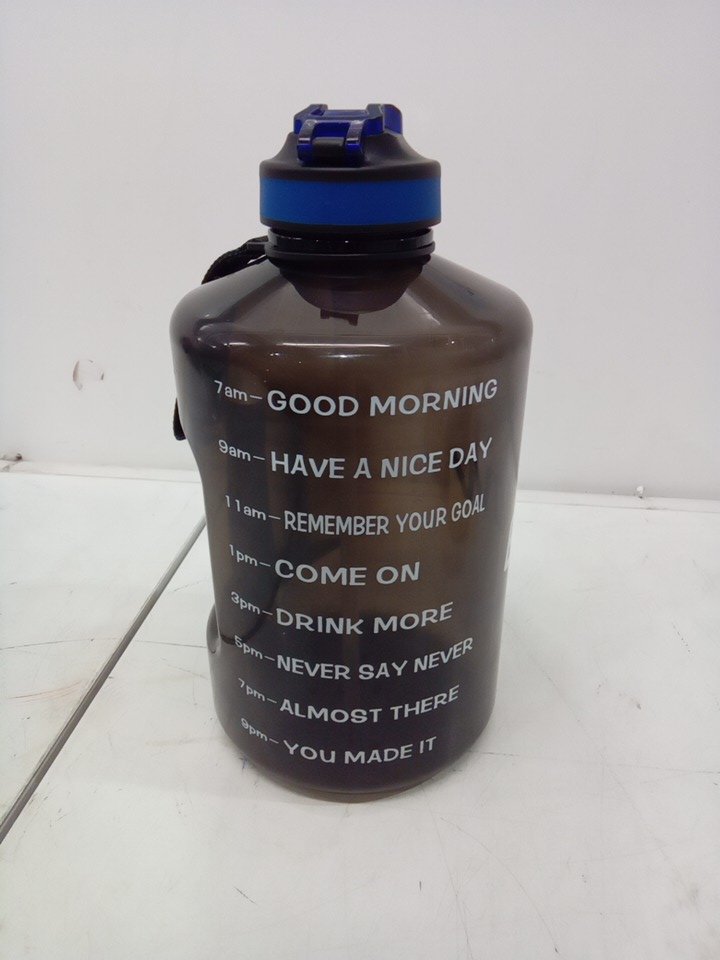 7am—GOOD MORNING
9am—HAVE A NICE DAY
11am—REMEMBER YOUR GOAL
1pm—COME ON
3pm—DRINK MORE
5pm—NEVER SAY NEVER
7pm—ALMOST THERE
9pm—YOU MADE IT